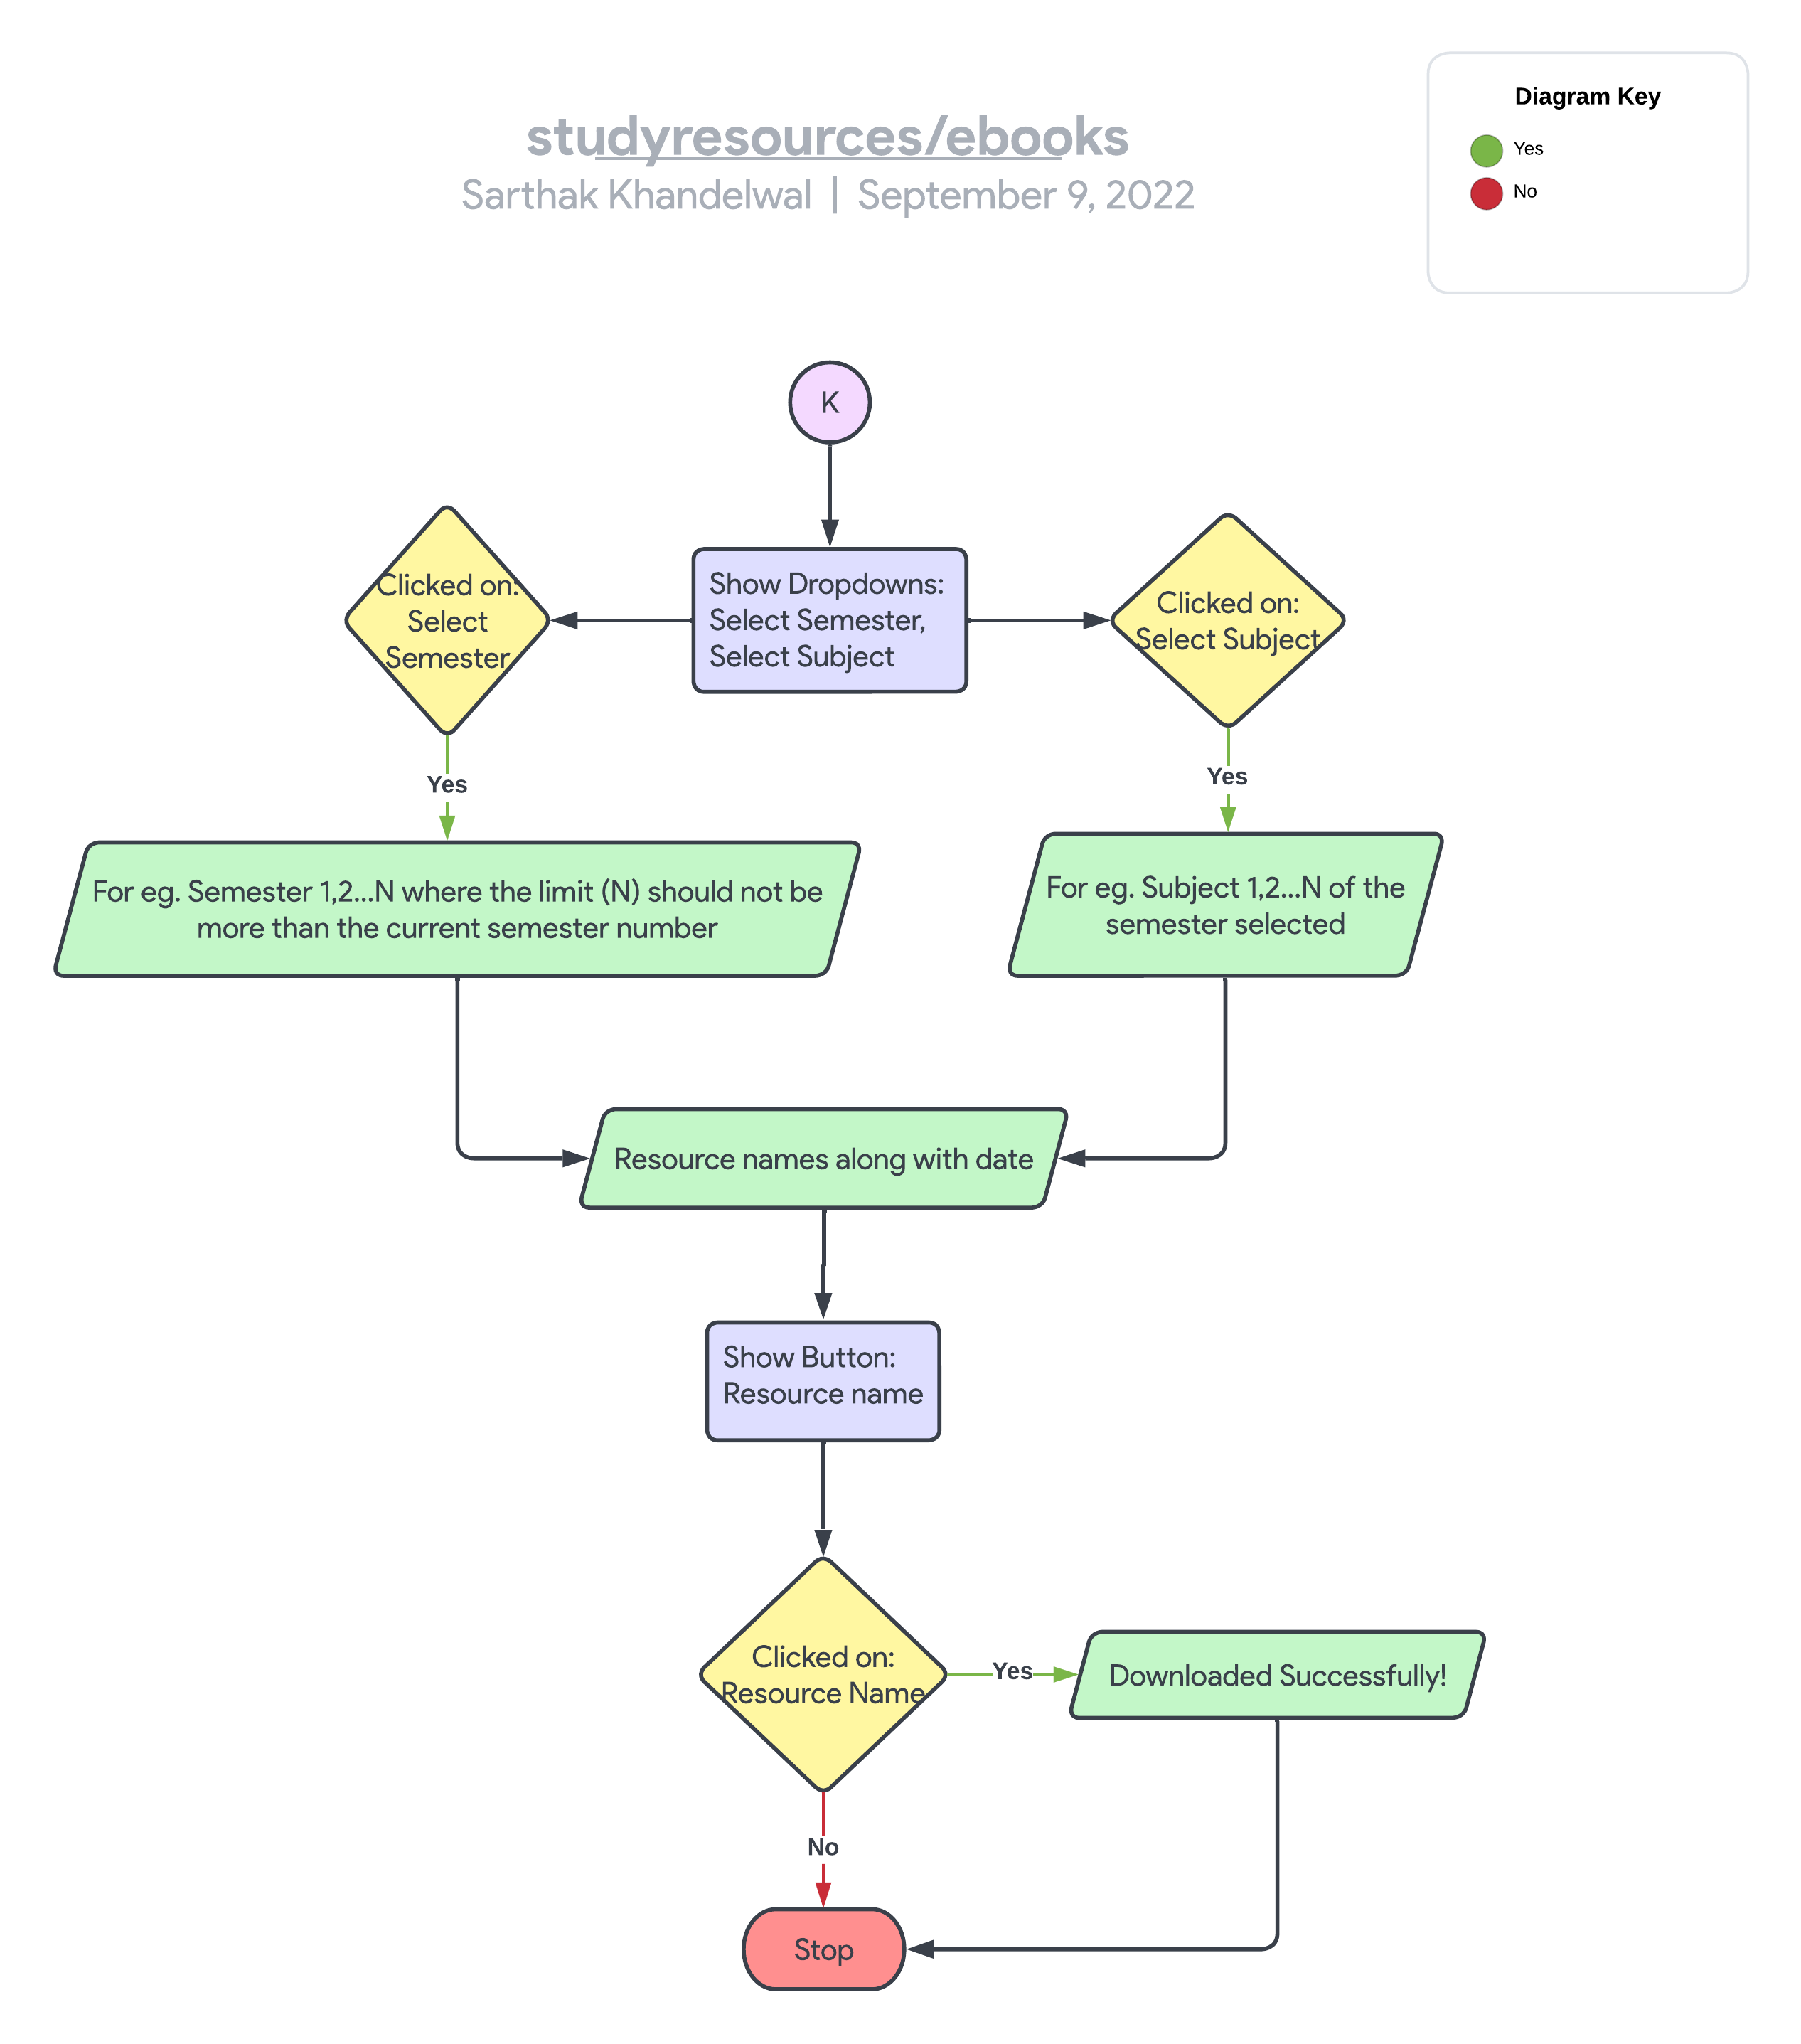 Diagram Key
Yes
No
studyresources/ebooks
Sarthak Khandelwal | September 9, 2022
K
Clicked on:
Select
Semester
Show Dropdowns:
Select Semester,
Select Subject
Clicked on:
Select Subject
Yes
Yes
For eg. Semester 1,2...N where the limit (N) should not be
more than the current semester number
For eg. Subject 1,2...N of the
semester selected
Resource names along with date
Show Button:
Resource name
Clicked on:
Resource Name
Yes
Downloaded Successfully!
No
Stop